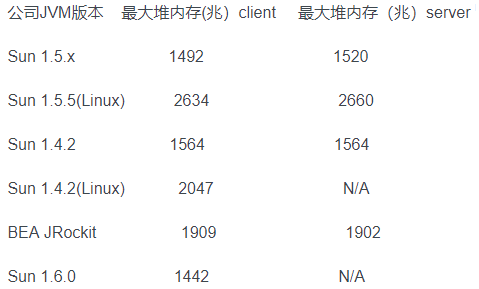 公司JVM版本 最大堆内存(兆）client 最大堆内存（兆）server
Sun 1.5.x 1492 1520
Sun 1.5.5(Linux) 2634 2660
Sun 1.4.2 1564 1564
Sun 1.4.2(Linux) 2047 N/A
BEA JRockit 1909 1902
Sun 1.6.0 1442 N/A